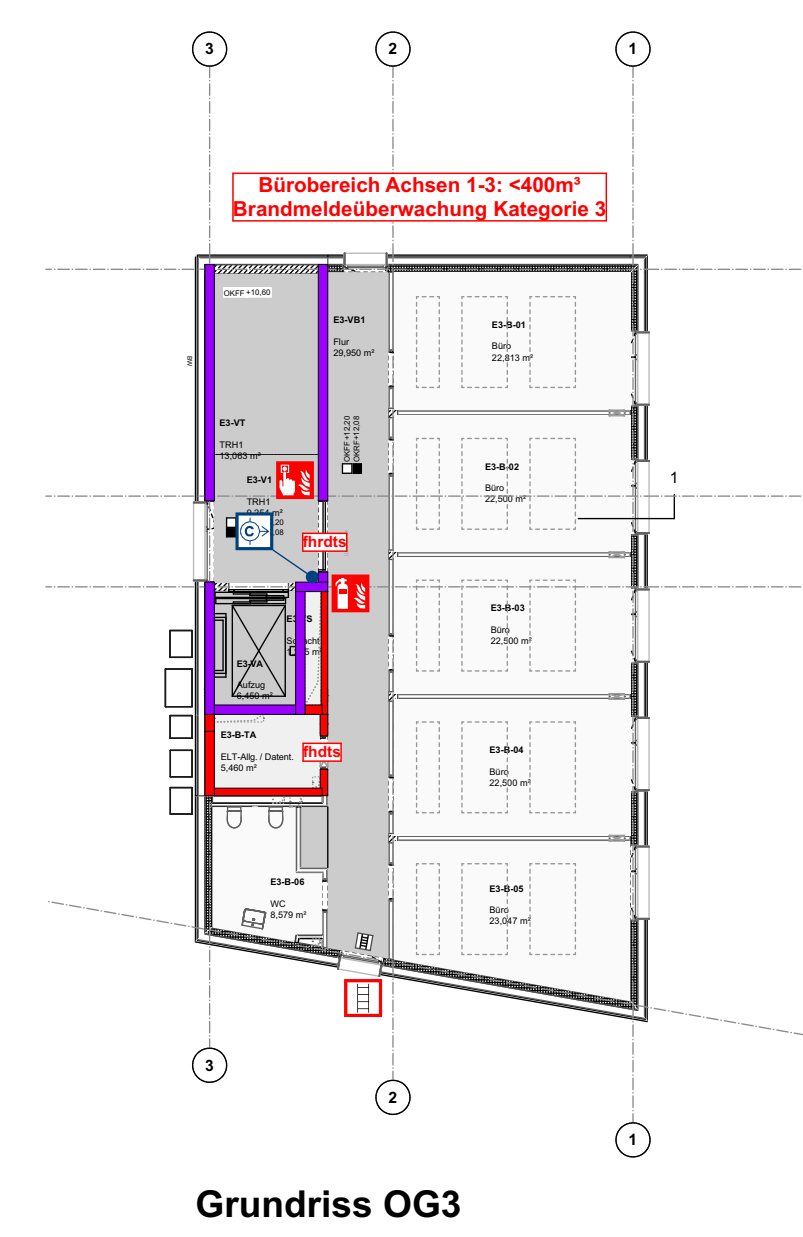 3
2
1
Bürobereich Achsen 1-3: <400m³
Brandmeldeüberwachung Kategorie 3
OKFF +10,60
E3-VB1
Flur
29,950 m²
E3-B-01
Büro
22,813 m²
BW
E3-VT
TRH1
13,063 m²
OKFF +12,20
OKRF +12,08
E3-B-02
Büro
22,500 m²
1
E3-V1
TRH1
C
fhrdts
E3-B-03
Büro
22,500 m²
E3-VA
Aufzug
6,450 m²
E3-B-TA
ELT-Allg. / Datent.
5,460 m²
fhdts
E3-B-04
Büro
22,500 m²
E3-B-06
WC
8,579 m²
E3-B-05
Büro
23,047 m²
3
2
1
Grundriss OG3